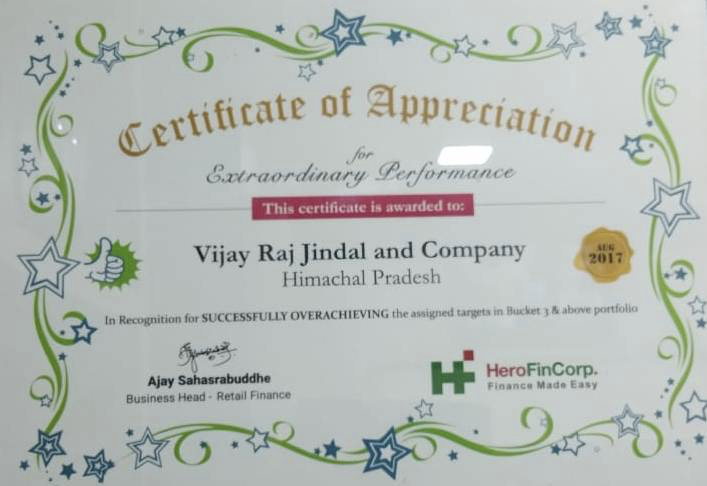 Certificate of Appreciation
for
Extraordinary Performance
This certificate is awarded to:
Vijay Raj Jindal and Company
Himachal Pradesh
AUG
2017
In Recognition for SUCCESSFULLY OVERACHIEVING the assigned targets in Bucket 3 & above portfolio
Ajay Sahasrabuddhe
Business Head - Retail Finance
HeroFinCorp.
Finance Made Easy